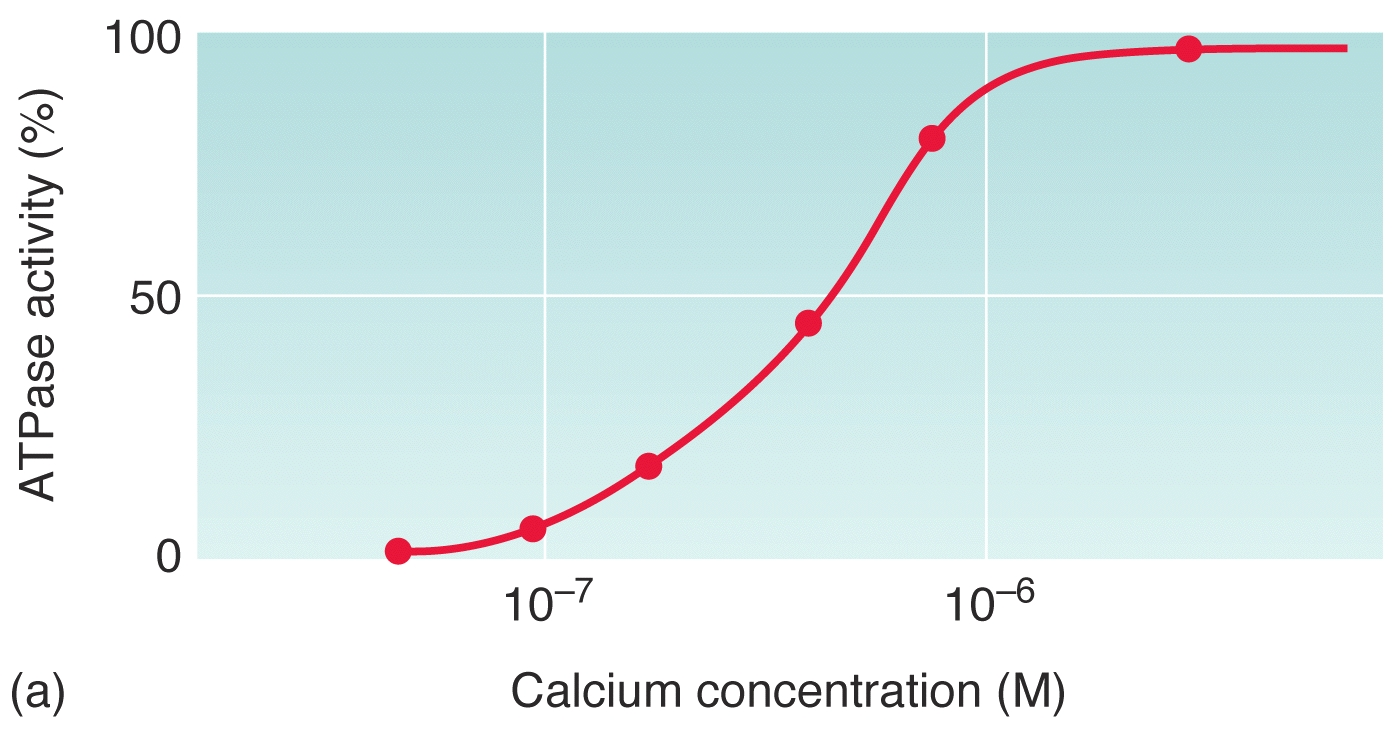 100
50
0
ATPase activity (%)
10–7
10–6
Calcium concentration (M)
(a)